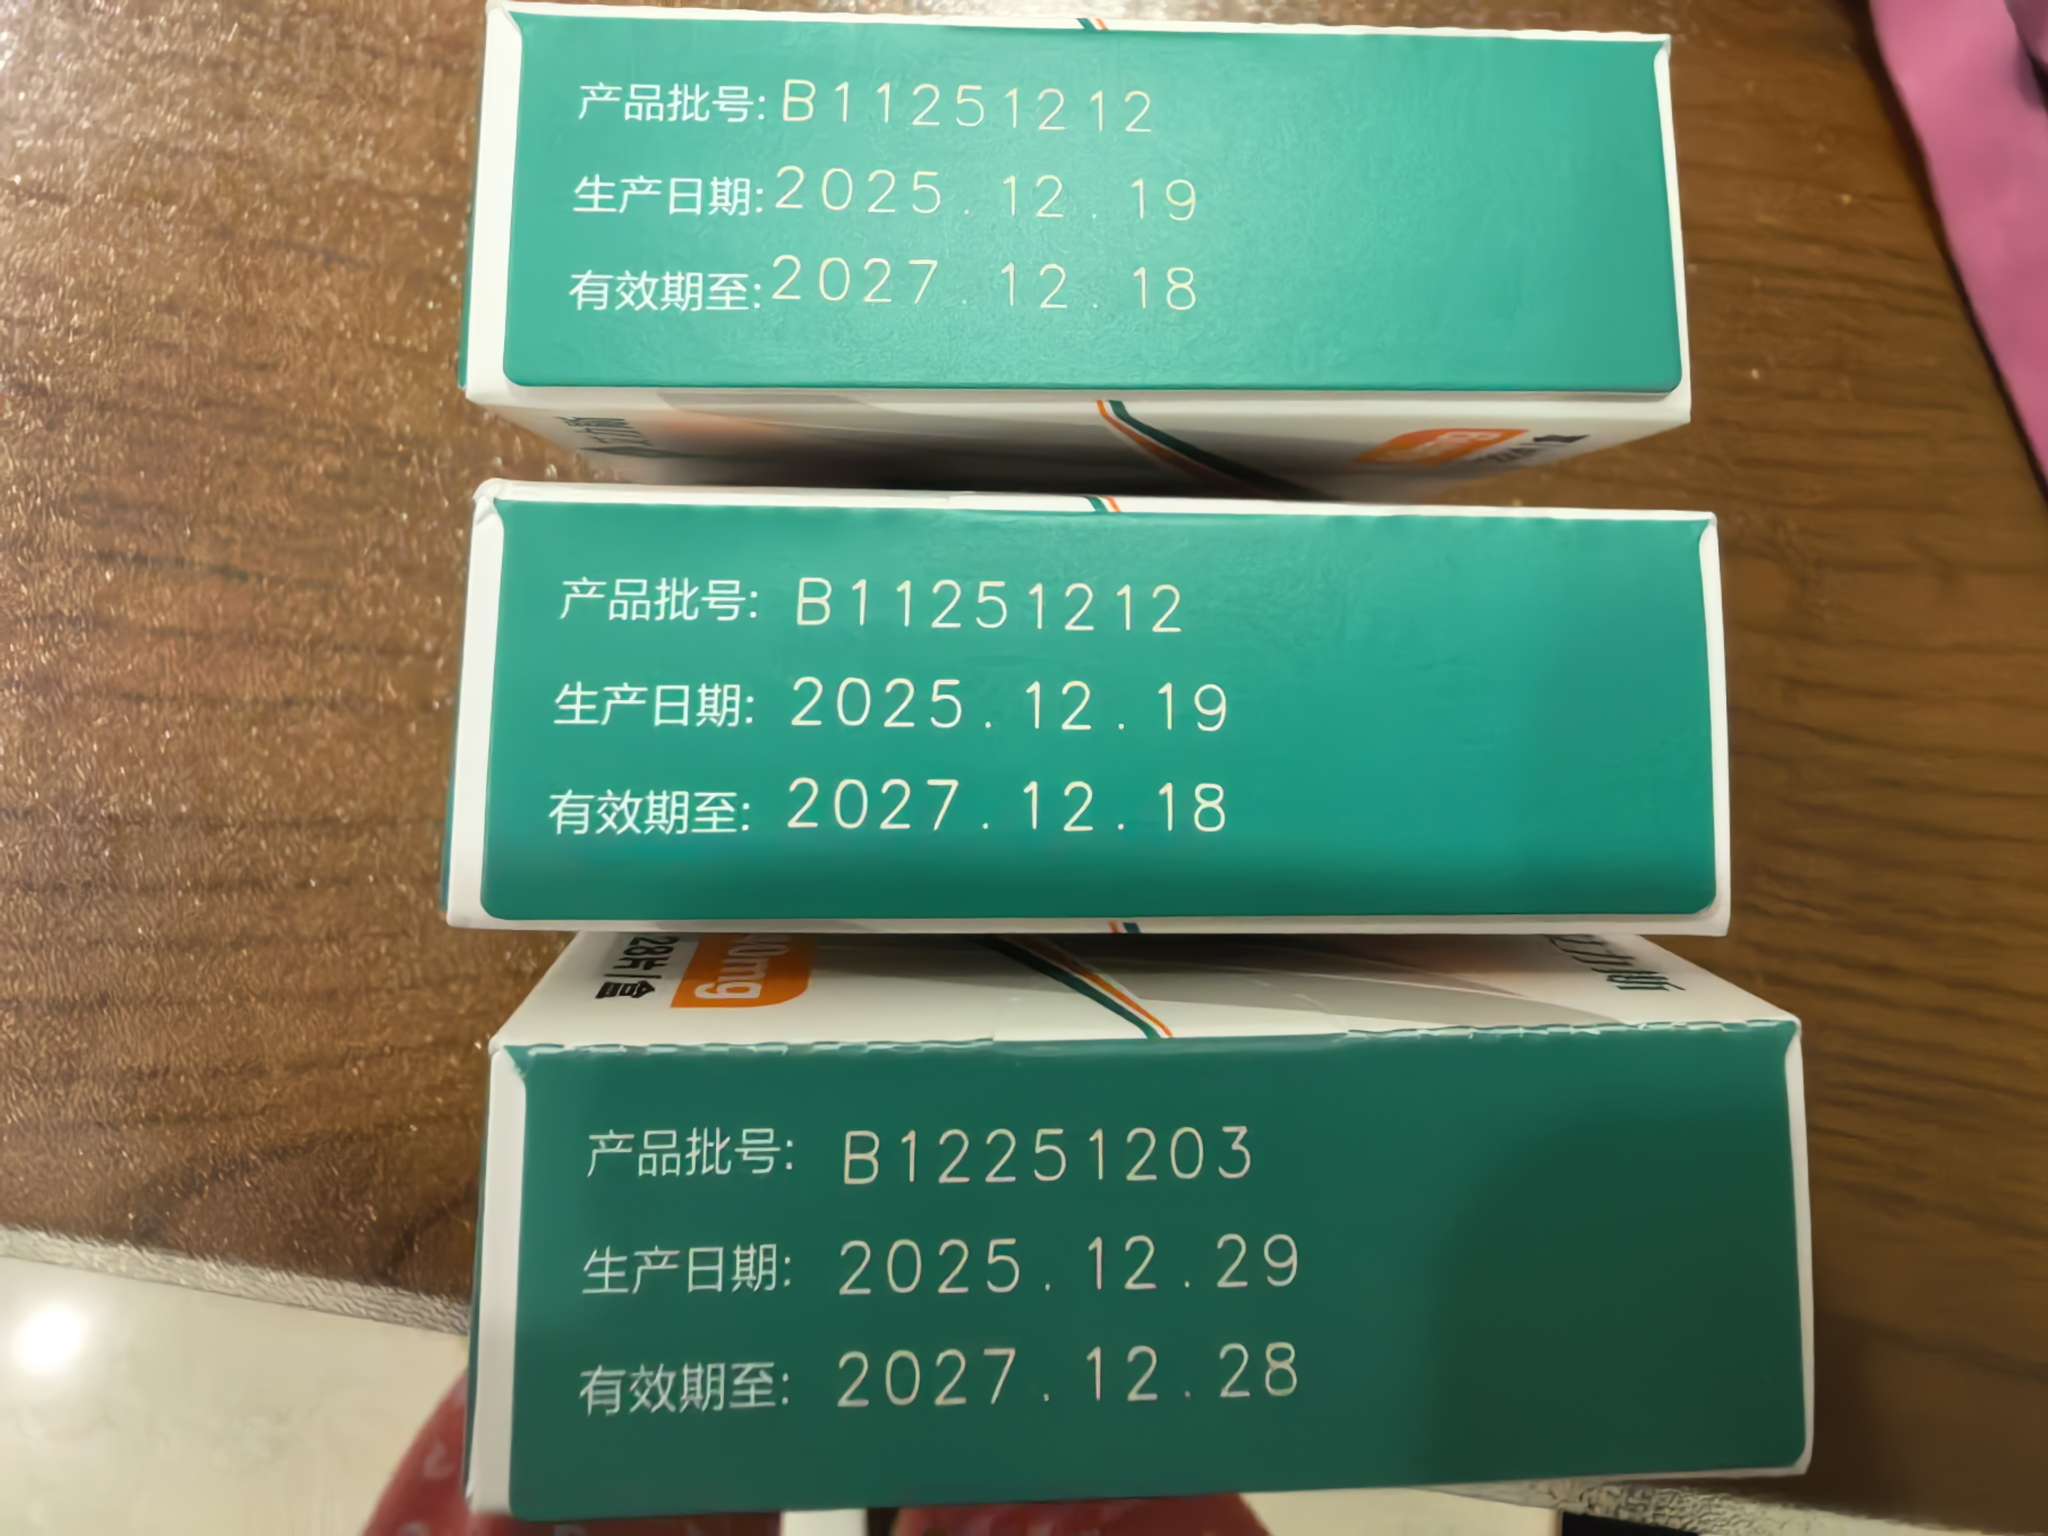 产品批号: B11251212
生产日期: 2025.12.19
有效期至: 2027.12.18
产品批号: B11251212
生产日期: 2025.12.19
有效期至: 2027.12.18
40mg
28片/盒
力斯
产品批号: B12251203
生产日期: 2025.12.29
有效期至: 2027.12.28